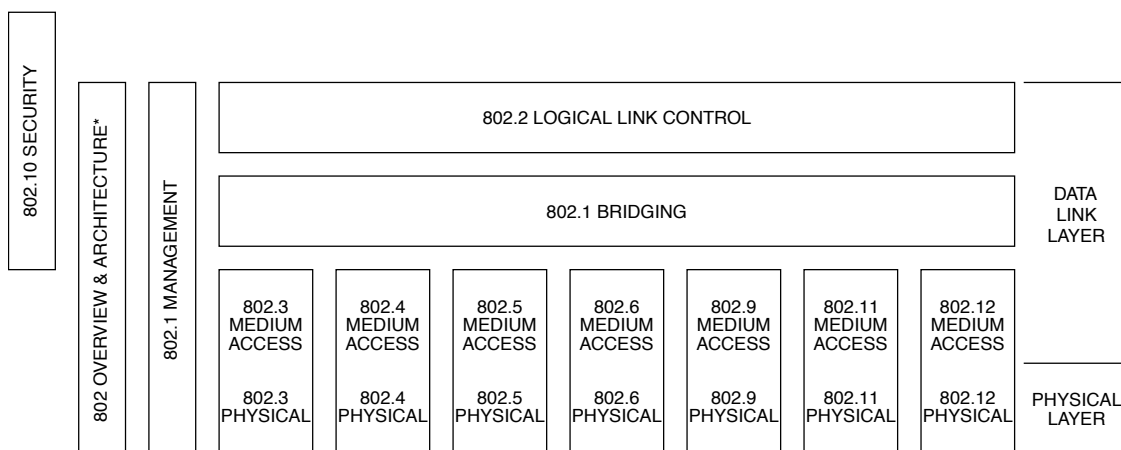 802.10 SECURITY
802 OVERVIEW & ARCHITECTURE*
802.1 MANAGEMENT
802.2 LOGICAL LINK CONTROL
802.1 BRIDGING
DATA
LINK
LAYER
802.3
MEDIUM
ACCESS
802.3
PHYSICAL
802.4
MEDIUM
ACCESS
802.4
PHYSICAL
802.5
MEDIUM
ACCESS
802.5
PHYSICAL
802.6
MEDIUM
ACCESS
802.6
PHYSICAL
802.9
MEDIUM
ACCESS
802.9
PHYSICAL
802.11
MEDIUM
ACCESS
802.11
PHYSICAL
802.12
MEDIUM
ACCESS
802.12
PHYSICAL
PHYSICAL
LAYER